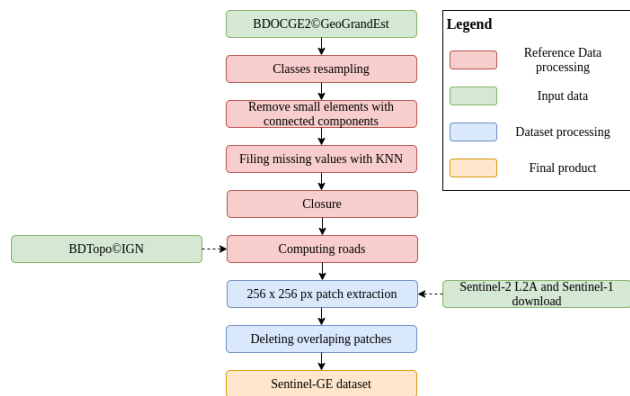 BDOCGE2©GeoGrandEst
Classes resampling
Remove small elements with
connected components
Filing missing values with KNN
Closure
BDTopo©IGN
Computing roads
256 x 256 px patch extraction
Sentinel-2 L2A and Sentinel-1
download
Deleting overlaping patches
Sentinel-GE dataset
Legend
Reference Data
processing
Input data
Dataset processing
Final product